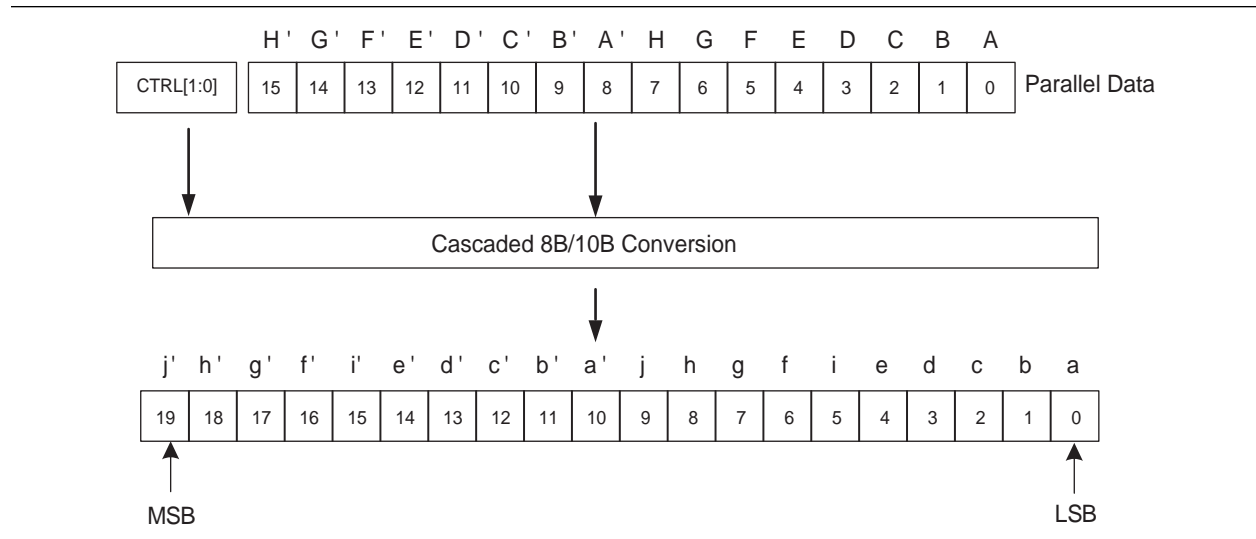 H ' G ' F ' E ' D ' C ' B ' A ' H G F E D C B A
CTRL[1:0] 15 14 13 12 11 10 9 8 7 6 5 4 3 2 1 0 Parallel Data
Cascaded 8B/10B Conversion
j' h ' g ' f ' i' e ' d ' c ' b ' a ' j h g f i e d c b a
19 18 17 16 15 14 13 12 11 10 9 8 7 6 5 4 3 2 1 0
MSB LSB